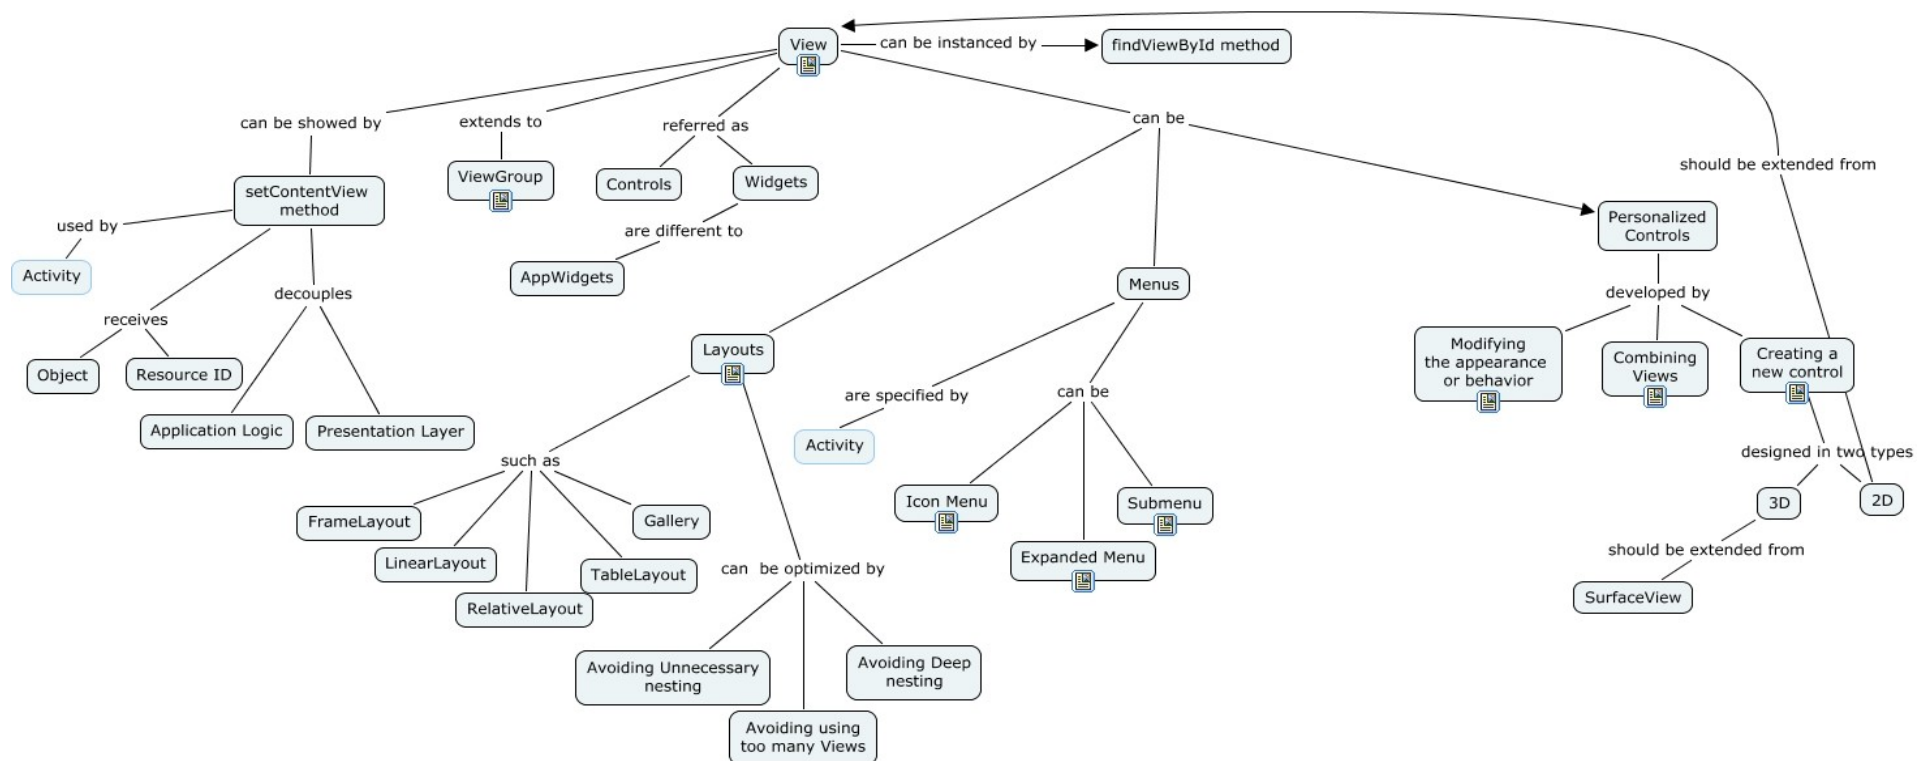 View
can be instanced by
findViewById method
can be showed by
extends to
referred as
can be
should be extended from
setContentView
method
ViewGroup
Controls
Widgets
used by
are different to
Activity
AppWidgets
decouples
receives
Object
Resource ID
Application Logic
Presentation Layer
Layouts
such as
FrameLayout
LinearLayout
RelativeLayout
TableLayout
Gallery
can  be optimized by
Avoiding Unnecessary
nesting
Avoiding using
too many Views
Avoiding Deep
nesting
Menus
are specified by
Activity
can be
Icon Menu
Expanded Menu
Submenu
Personalized
Controls
developed by
Modifying
the appearance
or behavior
Combining
Views
Creating a
new control
designed in two types
3D
2D
should be extended from
SurfaceView